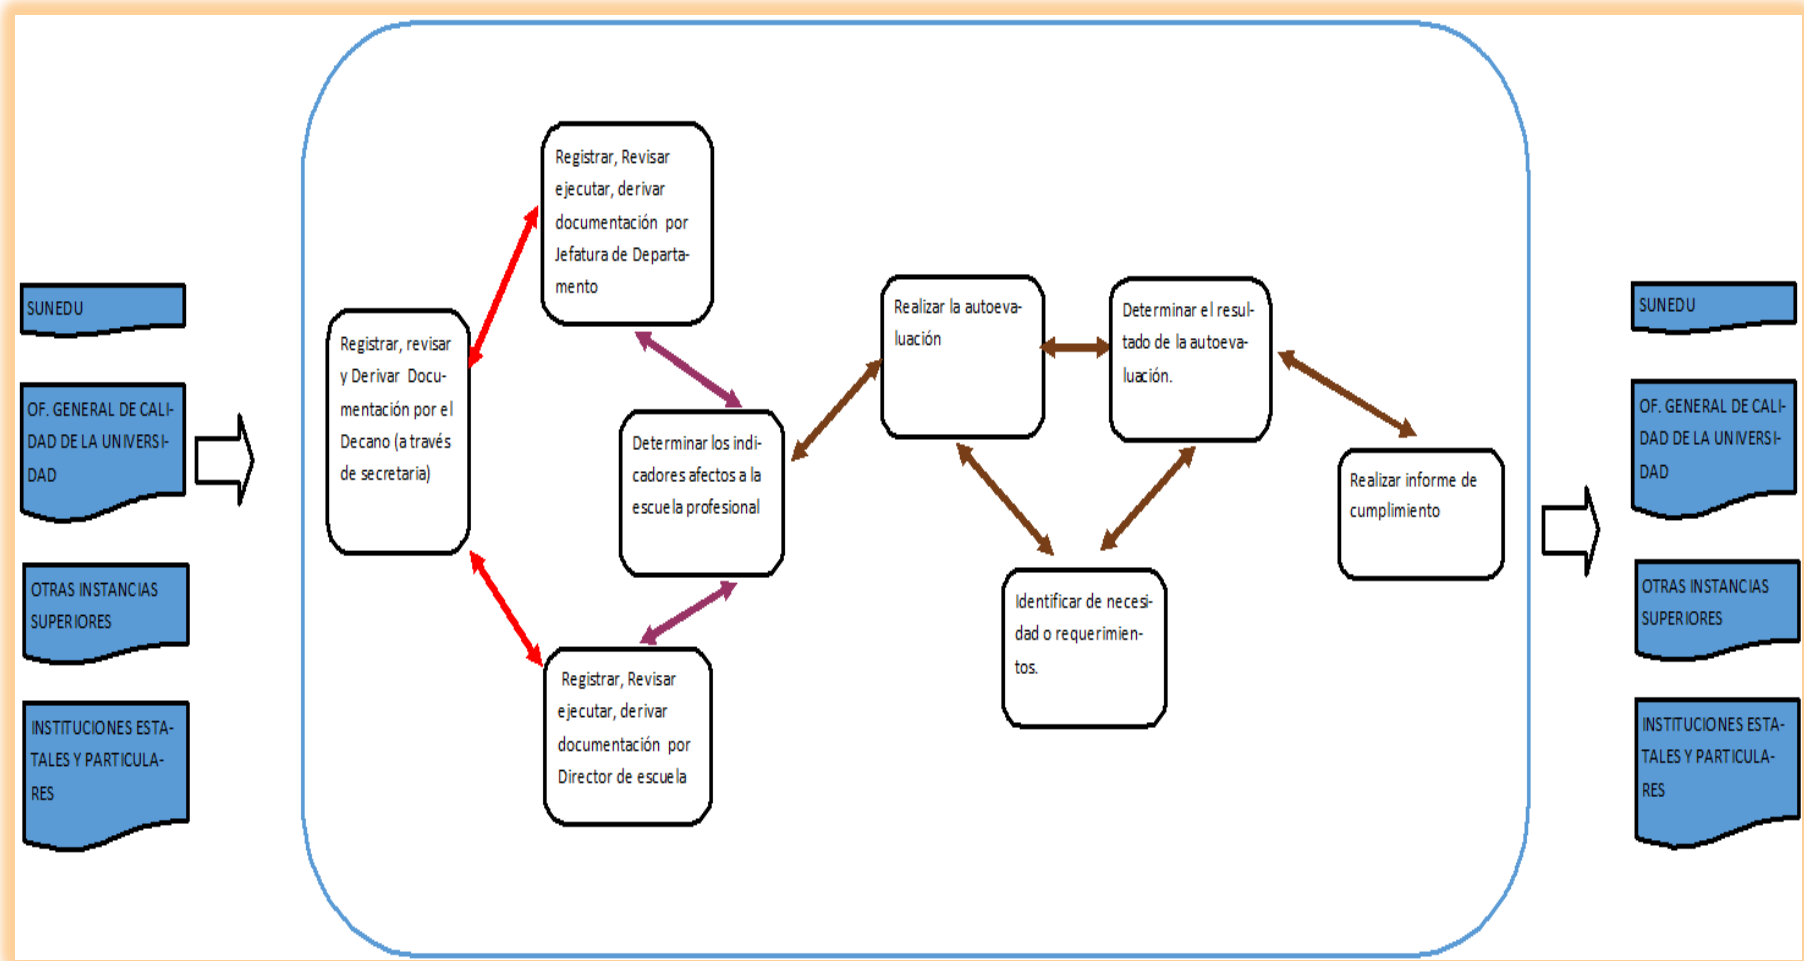 SUNEDU
OF. GENERAL DE CALI-
DAD DE LA UNIVERSI-
DAD
OTRAS INSTANCIAS
SUPERIORES
INSTITUCIONES ESTA-
TALES Y PARTICULA-
RES
Registrar, revisar
y Derivar Docu-
mentación por el
Decano (a través
de secretaria)
Registrar, Revisar
ejecutar, derivar
documentación por
Jefatura de Departa-
mento
Determinar los indi-
cadores afectos a la
escuela profesional
Registrar, Revisar
ejecutar, derivar
documentación por
Director de escuela
Realizar la autoeva-
luación
Determinar el resul-
tado de la autoeva-
luación.
Identificar de necesi-
dad o requerimien-
tos.
Realizar informe de
cumplimiento
SUNEDU
OF. GENERAL DE CALI-
DAD DE LA UNIVERSI-
DAD
OTRAS INSTANCIAS
SUPERIORES
INSTITUCIONES ESTA-
TALES Y PARTICULA-
RES